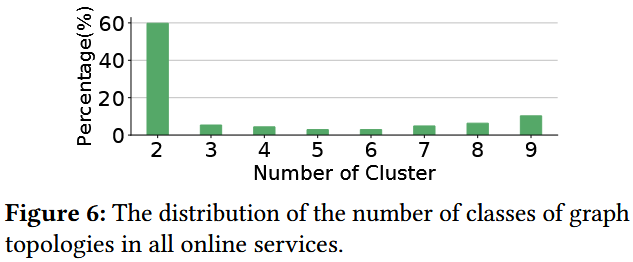 Percentage(%)
60
40
20
0
2 3 4 5 6 7 8 9
Number of Cluster
Figure 6: The distribution of the number of classes of graph
topologies in all online services.